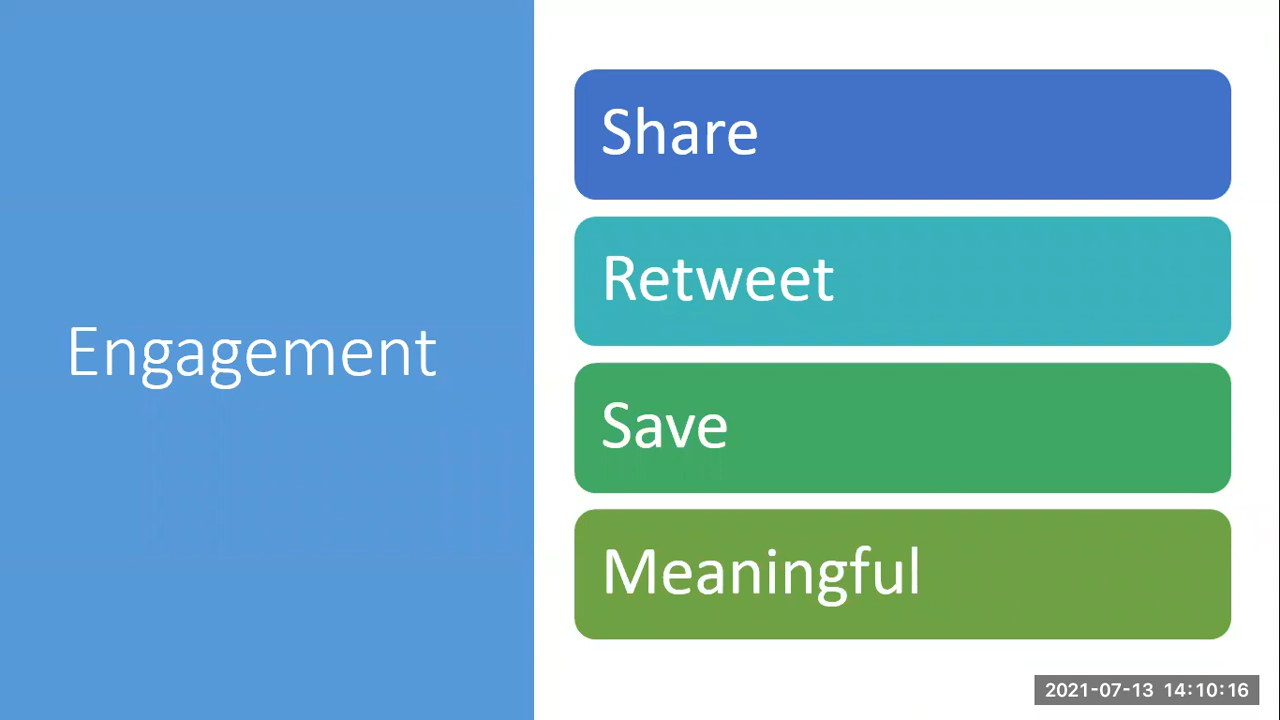 Engagement
Share
Retweet
Save
Meaningful
2021-07-13 14:10:16